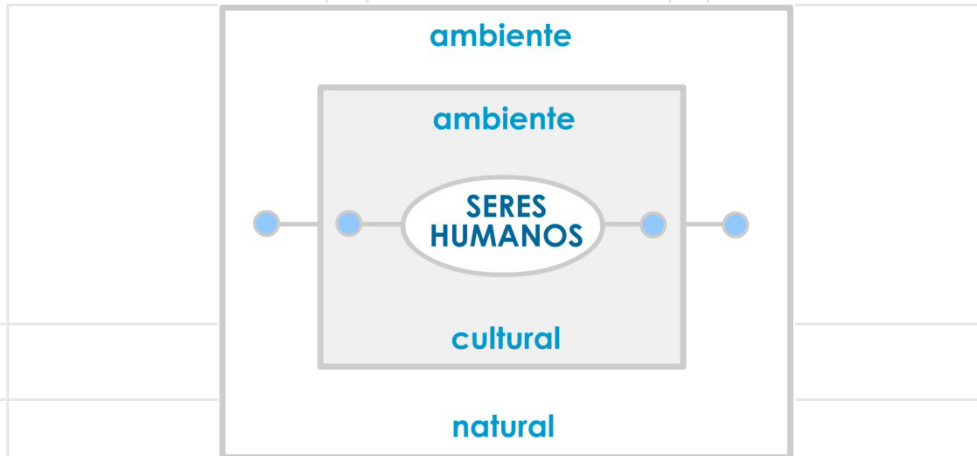 ambiente
ambiente
SERES
HUMANOS
cultural
natural